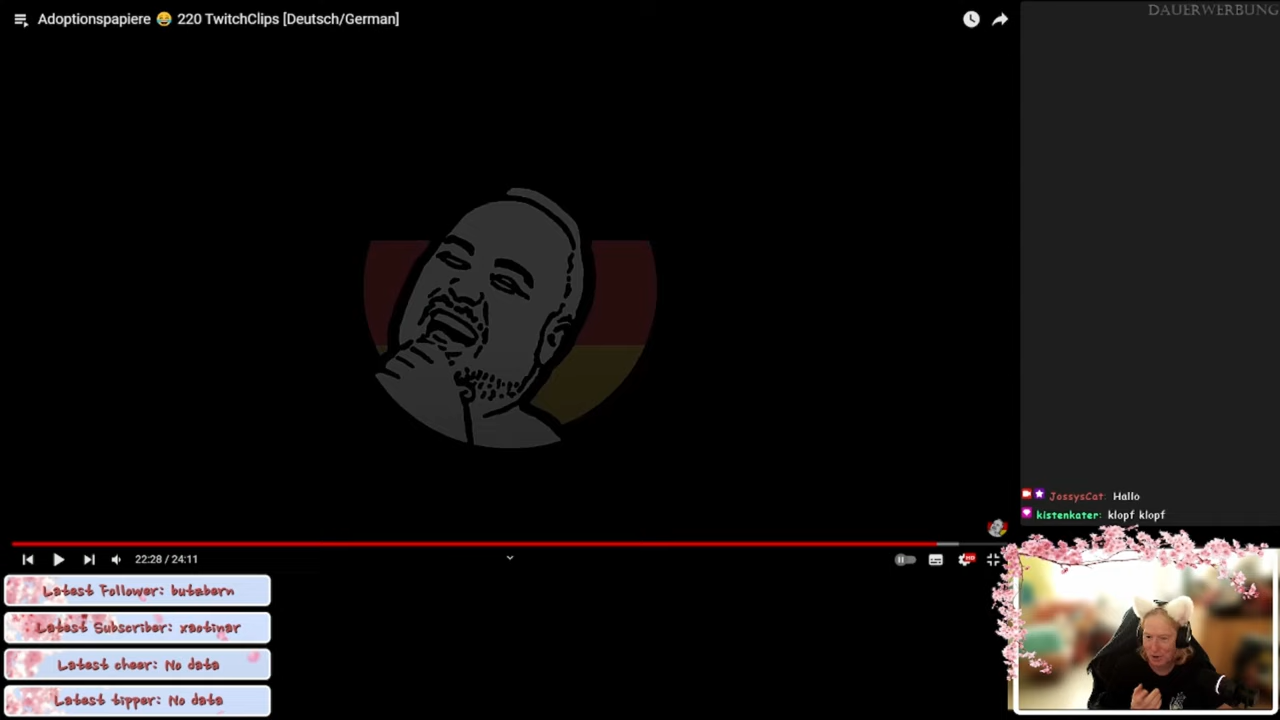 Adoptionspapiere 😂 220 TwitchClips [Deutsch/German]
DAUERWERBUNG
JossysCat: Hallo
kistenkater: klopf klopf
22:28 / 24:11
HD
Latest Follower: butabern
Latest Subscriber: xaotinar
Latest cheer: No data
Latest tipper: No data